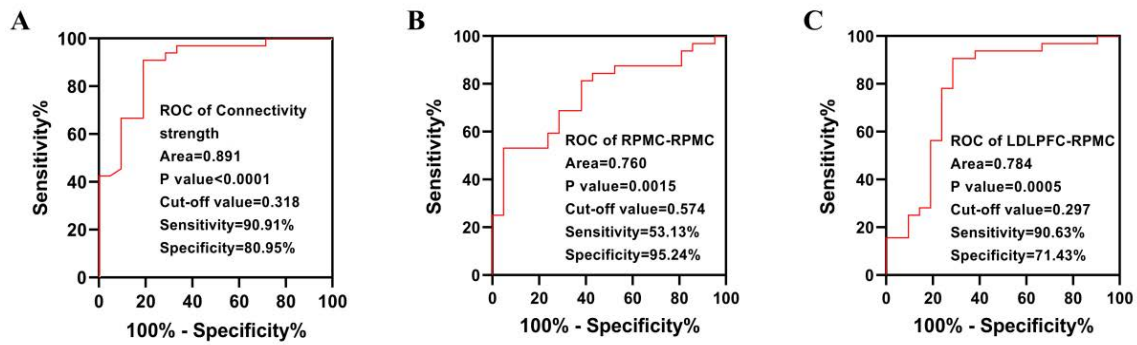 A
Sensitivity%
100
80
60
40
20
0
ROC of Connectivity
strength
Area=0.891
P value<0.0001
Cut-off value=0.318
Sensitivity=90.91%
Specificity=80.95%
0 20 40 60 80 100
100% - Specificity%
B
Sensitivity%
100
80
60
40
20
0
ROC of RPMC-RPMC
Area=0.760
P value=0.0015
Cut-off value=0.574
Sensitivity=53.13%
Specificity=95.24%
0 20 40 60 80 100
100% - Specificity%
C
Sensitivity%
100
80
60
40
20
0
ROC of LDLPFC-RPMC
Area=0.784
P value=0.0005
Cut-off value=0.297
Sensitivity=90.63%
Specificity=71.43%
0 20 40 60 80 100
100% - Specificity%